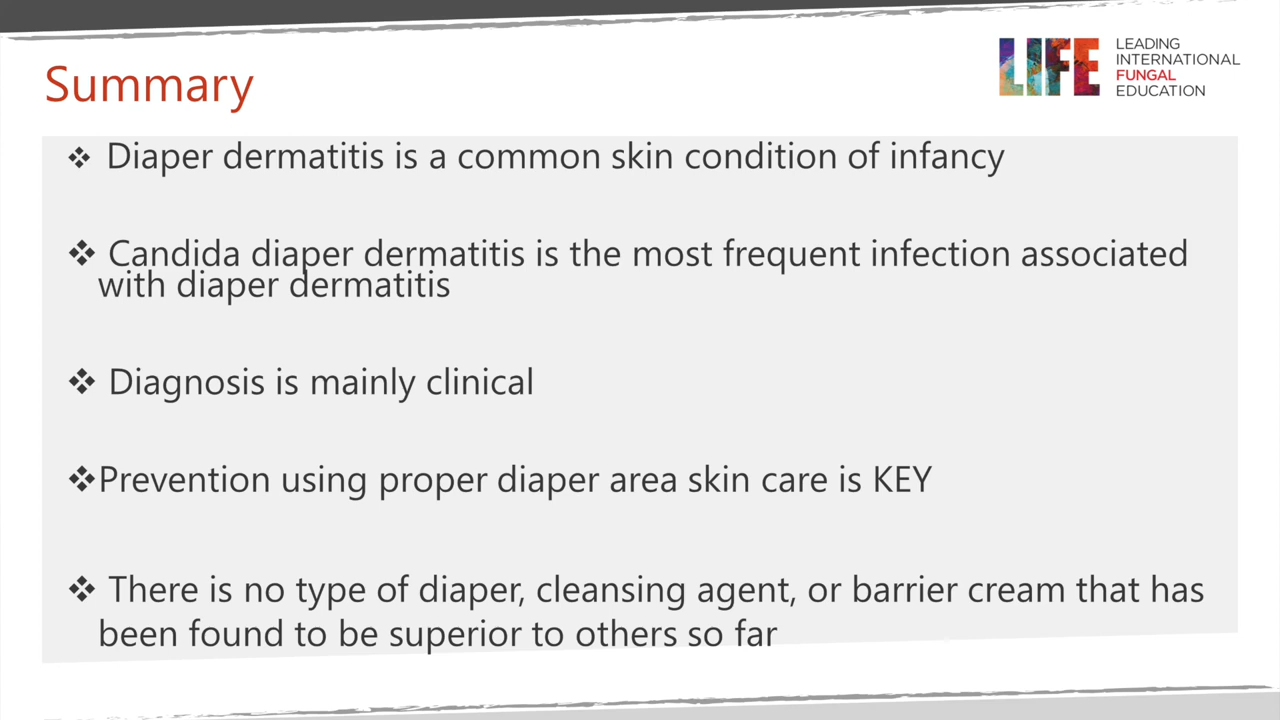 Summary
LIFE
LEADING
INTERNATIONAL
FUNGAL
EDUCATION
❖ Diaper dermatitis is a common skin condition of infancy
❖ Candida diaper dermatitis is the most frequent infection associated
with diaper dermatitis
❖ Diagnosis is mainly clinical
❖Prevention using proper diaper area skin care is KEY
❖ There is no type of diaper, cleansing agent, or barrier cream that has
been found to be superior to others so far